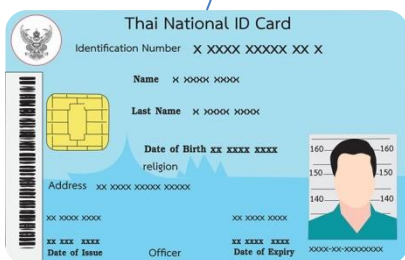 Thai National ID Card
Identification Number X XXXX XXXXX XX X
Name X XXXX XXXX
Last Name X XXXX XXXX
Date of Birth xx xxxx xxxx
religion
Address xx xxxx xxxxx xxxxx
160 160
150 150
140 140
xx xxxx xxxx xx xxxx xxxx
xx xxx xxxx xx xxxx xxxx
Date of Issue Officer Date of Expiry xxxx-xx-xxxxxxxx